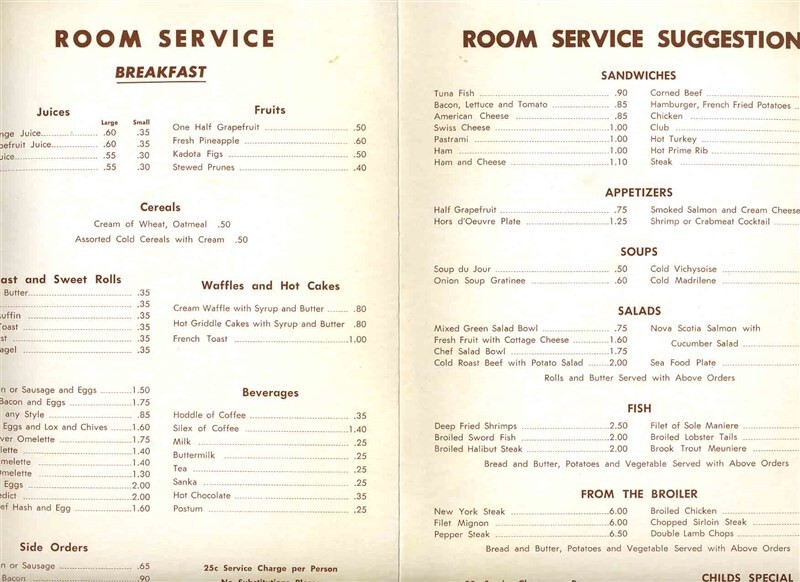 ROOM SERVICE
BREAKFAST
Juices
Large Small
nge Juice .60 .35
pefruit Juice .60 .35
uice .55 .30
.55 .30
Fruits
One Half Grapefruit .50
Fresh Pineapple .60
Kadota Figs .50
Stewed Prunes .40
Cereals
Cream of Wheat, Oatmeal .50
Assorted Cold Cereals with Cream .50
ast and Sweet Rolls
Butter .35
.35
uffin .35
Toast .35
st .35
agel .35
Waffles and Hot Cakes
Cream Waffle with Syrup and Butter .80
Hot Griddle Cakes with Syrup and Butter .80
French Toast 1.00
n or Sausage and Eggs 1.50
Bacon and Eggs 1.75
any Style .85
Eggs and Lox and Chives 1.60
ver Omelette 1.75
lette 1.40
melette 1.40
Omelette 1.30
Eggs 2.00
edict 2.00
ef Hash and Egg 1.60
Beverages
Hoddle of Coffee .35
Silex of Coffee 1.40
Milk .25
Buttermilk .25
Tea .25
Sanka .25
Hot Chocolate .35
Postum .25
Side Orders
n or Sausage .65
Bacon .90
25c Service Charge per Person
No Substitutions Please
ROOM SERVICE SUGGESTION
SANDWICHES
Tuna Fish .90
Bacon, Lettuce and Tomato .85
American Cheese .85
Swiss Cheese 1.00
Pastrami 1.00
Ham 1.00
Ham and Cheese 1.10
Corned Beef
Hamburger, French Fried Potatoes
Chicken
Club
Hot Turkey
Hot Prime Rib
Steak
APPETIZERS
Half Grapefruit .75
Hors d'Oeuvre Plate 1.25
Smoked Salmon and Cream Cheese
Shrimp or Crabmeat Cocktail
SOUPS
Soup du Jour .50
Onion Soup Gratinee .60
Cold Vichysoise
Cold Madrilene
SALADS
Mixed Green Salad Bowl .75
Fresh Fruit with Cottage Cheese 1.60
Chef Salad Bowl 1.75
Cold Roast Beef with Potato Salad 2.00
Nova Scotia Salmon with
Cucumber Salad
Sea Food Plate
Rolls and Butter Served with Above Orders
FISH
Deep Fried Shrimps 2.50
Broiled Sword Fish 2.00
Broiled Halibut Steak 2.00
Filet of Sole Maniere
Broiled Lobster Tails
Brook Trout Meuniere
Bread and Butter, Potatoes and Vegetable Served with Above Orders
FROM THE BROILER
New York Steak 6.00
Filet Mignon 6.00
Pepper Steak 6.50
Broiled Chicken
Chopped Sirloin Steak
Double Lamb Chops
Bread and Butter, Potatoes and Vegetable Served with Above Orders
CHILDS SPECIAL